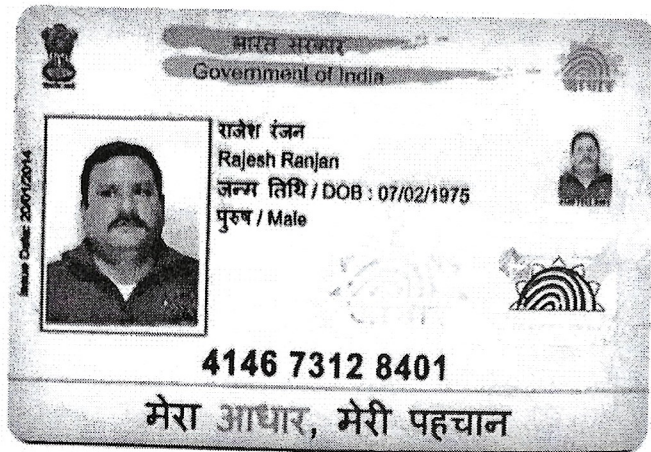 भारत सरकार
Government of India
राजेश रंजन
Rajesh Ranjan
जन्म तिथि / DOB : 07/02/1975
पुरुष / Male
Issue Date: 20/01/2014
4146 7312 8401
मेरा आधार, मेरी पहचान